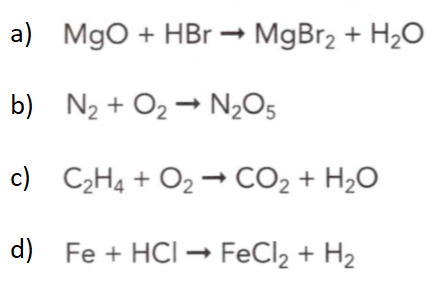 a) MgO + HBr → MgBr₂ + H₂O
b) N₂ + O₂ → N₂O₅
c) C₂H₄ + O₂ → CO₂ + H₂O
d) Fe + HCl → FeCl₂ + H₂